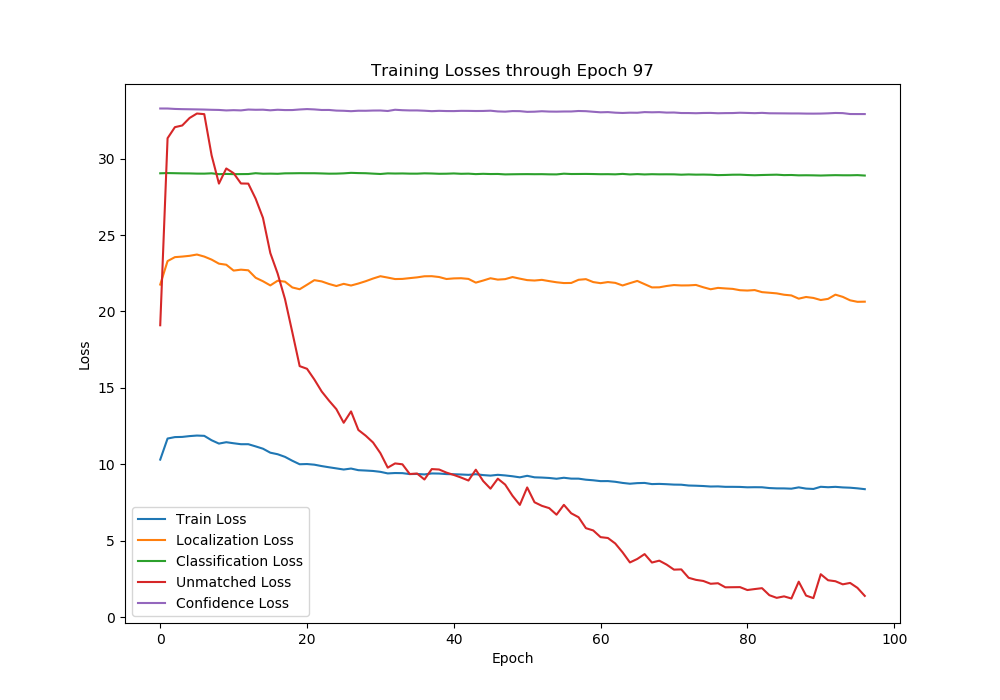 Training Losses through Epoch 97
Loss
30
25
20
15
10
5
0
Train Loss
Localization Loss
Classification Loss
Unmatched Loss
Confidence Loss
0 20 40 60 80 100
Epoch